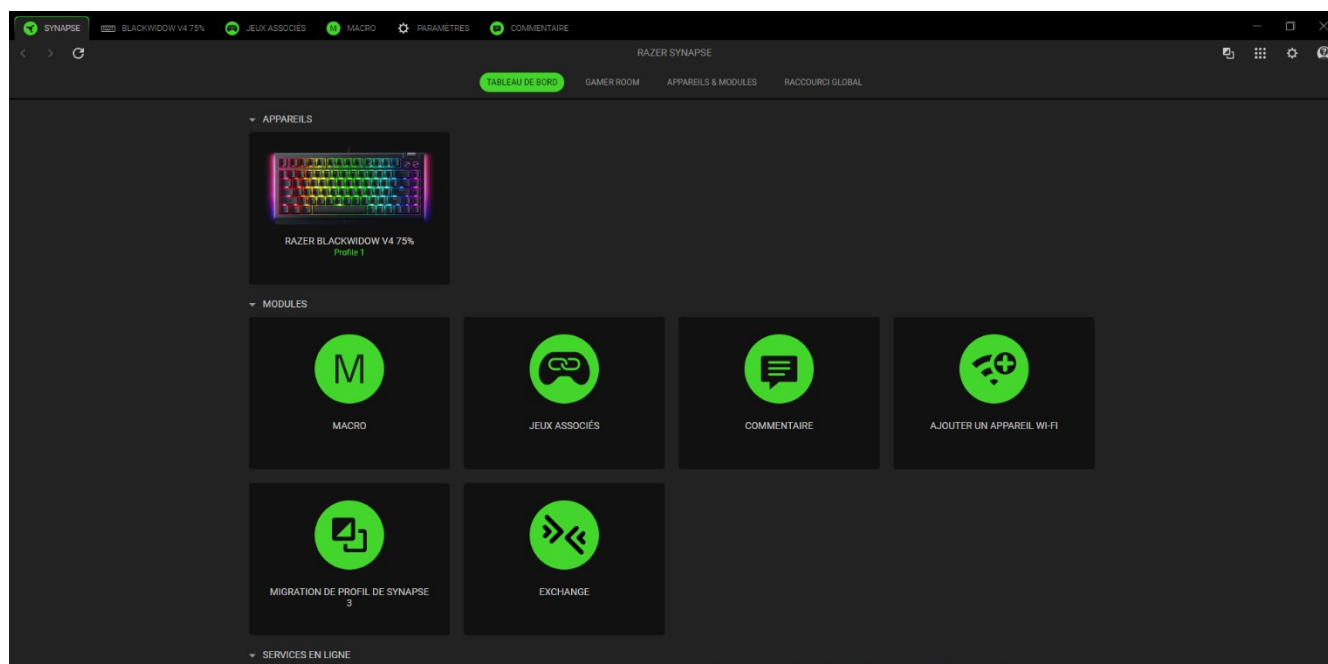 SYNAPSE
BLACKWIDOW V4 75%
JEUX ASSOCIÉS
M
MACRO
PARAMÈTRES
COMMENTAIRE
RAZER SYNAPSE
TABLEAU DE BORD
GAMER ROOM
APPAREILS & MODULES
RACCOURCI GLOBAL
APPAREILS
RAZER BLACKWIDOW V4 75%
Profile 1
MODULES
M
MACRO
JEUX ASSOCIÉS
COMMENTAIRE
AJOUTER UN APPAREIL WI-FI
MIGRATION DE PROFIL DE SYNAPSE
3
EXCHANGE
SERVICES EN LIGNE